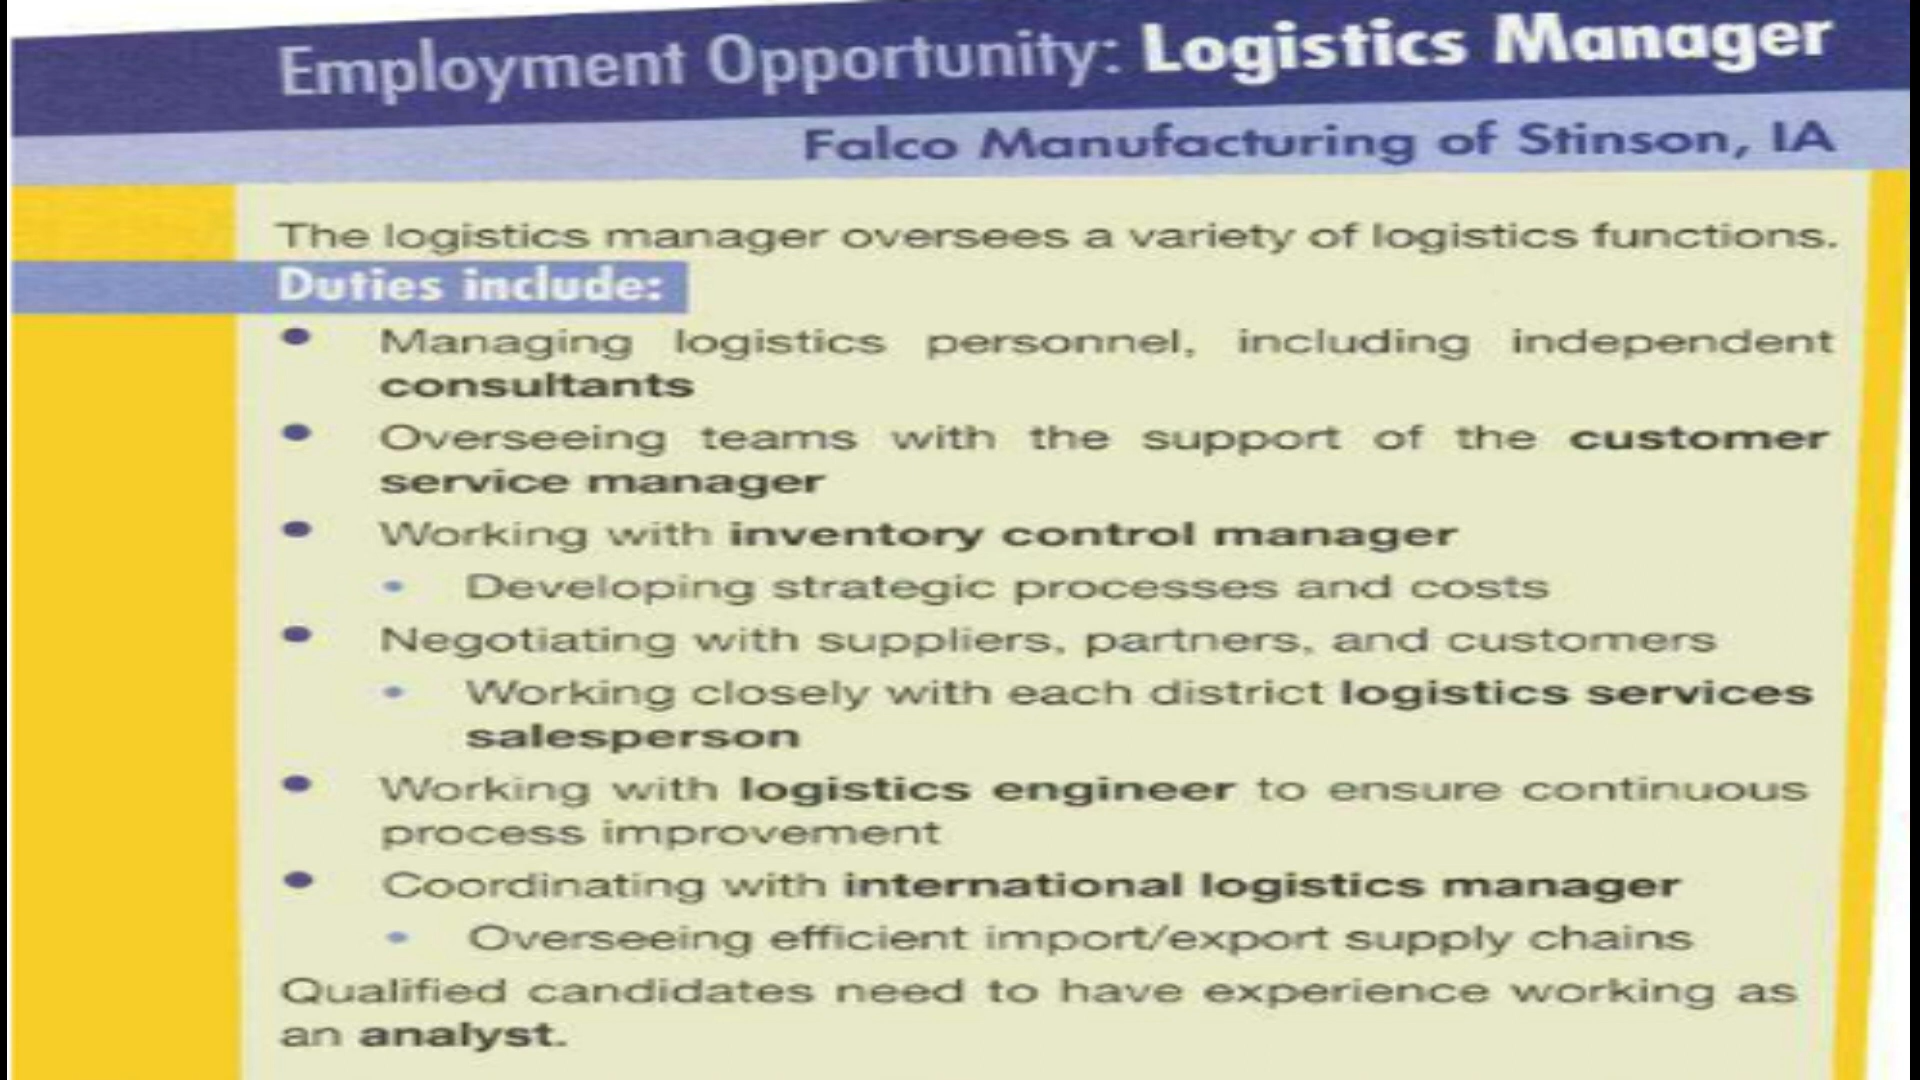 Employment Opportunity: Logistics Manager
Falco Manufacturing of Stinson, IA
The logistics manager oversees a variety of logistics functions.
Duties include:
• Managing logistics personnel, including independent
consultants
• Overseeing teams with the support of the customer
service manager
• Working with inventory control manager
• Developing strategic processes and costs
• Negotiating with suppliers, partners, and customers
• Working closely with each district logistics services
salesperson
• Working with logistics engineer to ensure continuous
process improvement
• Coordinating with international logistics manager
• Overseeing efficient import/export supply chains
Qualified candidates need to have experience working as
an analyst.